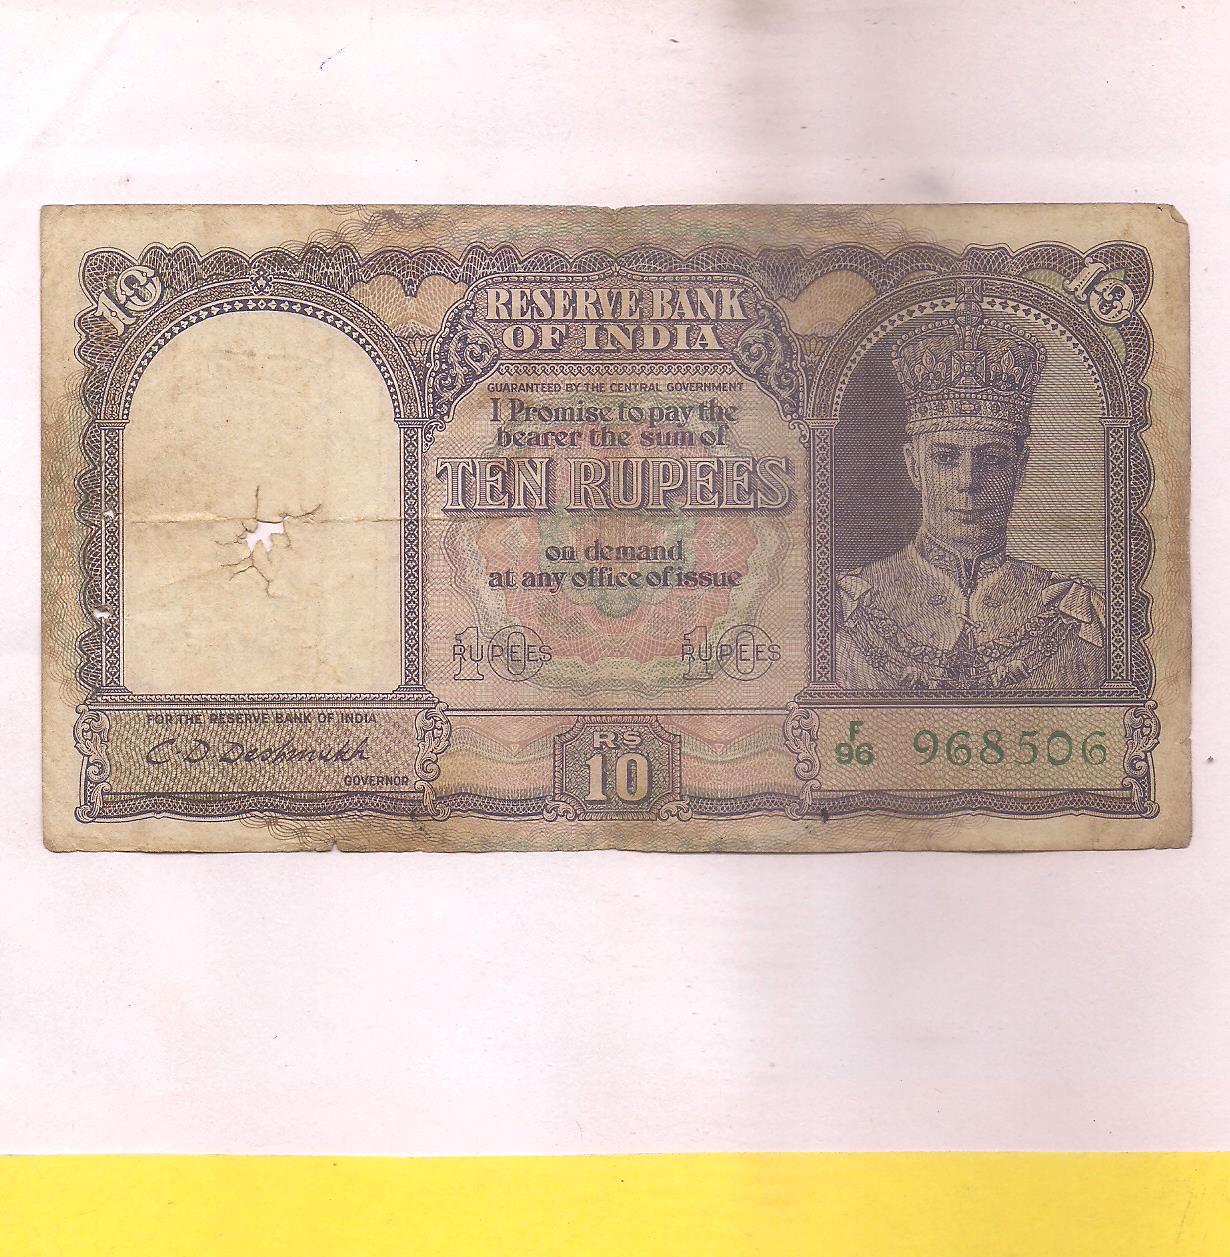 10
10
RESERVE BANK
OF INDIA
GUARANTEED BY THE CENTRAL GOVERNMENT
I Promise to pay the
bearer the sum of
TEN RUPEES
on demand
at any office of issue
10 RUPEES
10 RUPEES
FOR THE RESERVE BANK OF INDIA
C D Deshmukh
GOVERNOR
RS
10
F
96 968506